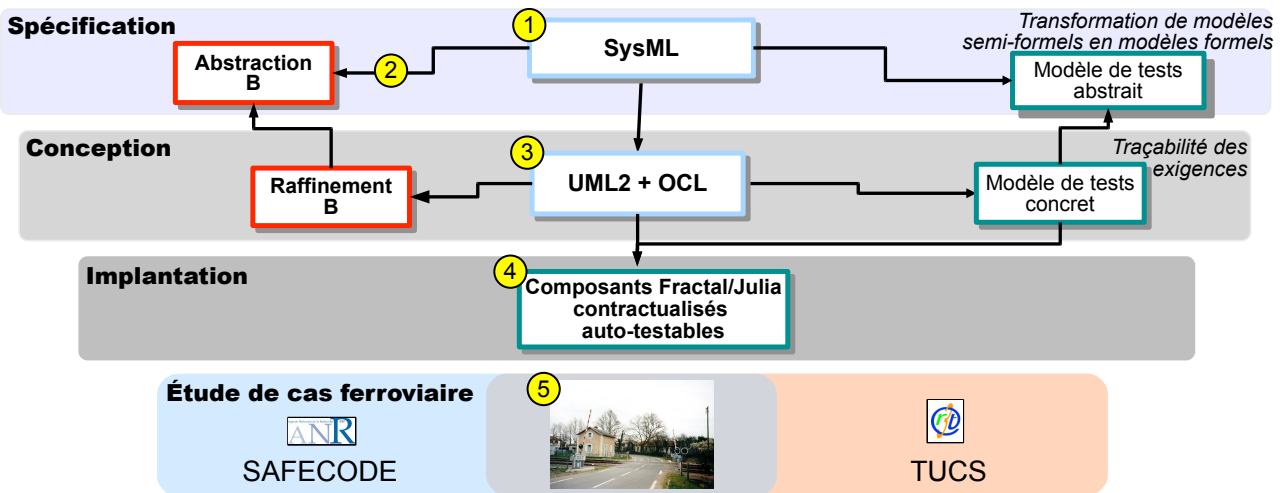 Spécification
1
SysML
Transformation de modèles
semi-formels en modèles formels
Abstraction
B
2
Modèle de tests
abstrait
Conception
3
UML2 + OCL
Traçabilité des
exigences
Raffinement
B
Modèle de tests
concret
Implantation
4
Composants Fractal/Julia
contractualisés
auto-testables
Étude de cas ferroviaire
5
ANR
SAFECODE
TUCS